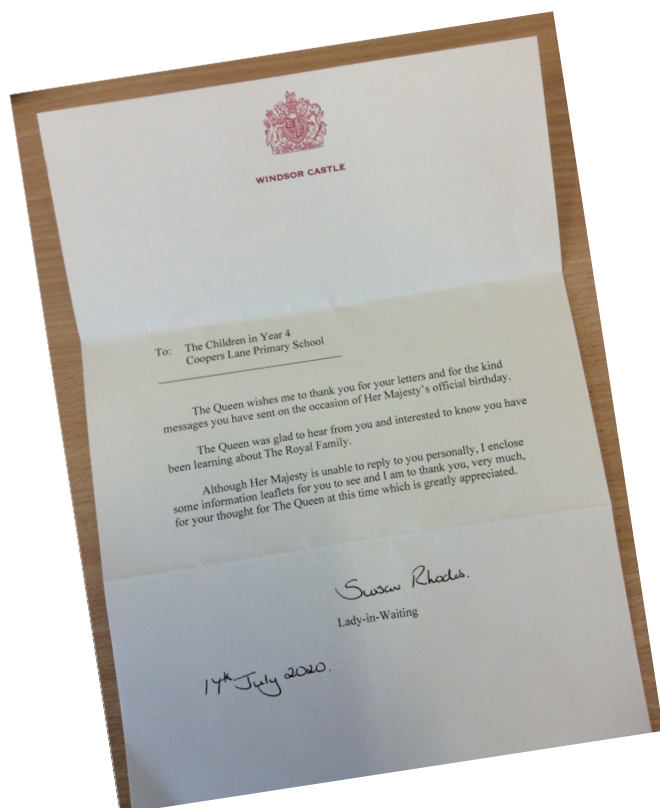 WINDSOR CASTLE
To: The Children in Year 4
Coopers Lane Primary School
The Queen wishes me to thank you for your letters and for the kind
messages you have sent on the occasion of Her Majesty's official birthday.
The Queen was glad to hear from you and interested to know you have
been learning about The Royal Family.
Although Her Majesty is unable to reply to you personally, I enclose
some information leaflets for you to see and I am to thank you, very much,
for your thought for The Queen at this time which is greatly appreciated.
Susan Rhodes.
Lady-in-Waiting
14th July 2020.